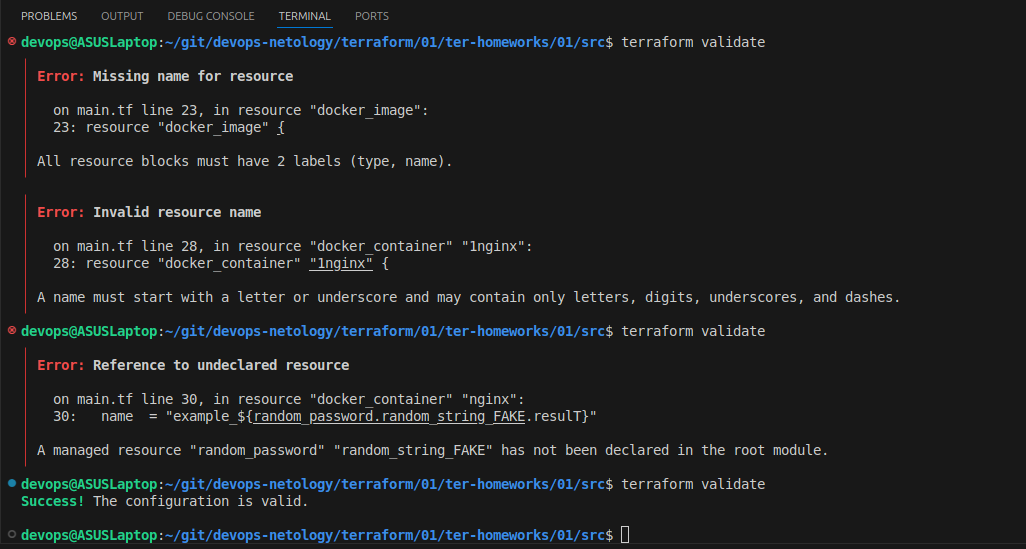 PROBLEMS OUTPUT DEBUG CONSOLE TERMINAL PORTS
devops@ASUSLaptop:~/git/devops-netology/terraform/01/ter-homeworks/01/src$ terraform validate
Error: Missing name for resource
on main.tf line 23, in resource "docker_image":
23: resource "docker_image" {
All resource blocks must have 2 labels (type, name).
Error: Invalid resource name
on main.tf line 28, in resource "docker_container" "1nginx":
28: resource "docker_container" "1nginx" {
A name must start with a letter or underscore and may contain only letters, digits, underscores, and dashes.
devops@ASUSLaptop:~/git/devops-netology/terraform/01/ter-homeworks/01/src$ terraform validate
Error: Reference to undeclared resource
on main.tf line 30, in resource "docker_container" "nginx":
30:   name  = "example_${random_password.random_string_FAKE.resulT}"
A managed resource "random_password" "random_string_FAKE" has not been declared in the root module.
devops@ASUSLaptop:~/git/devops-netology/terraform/01/ter-homeworks/01/src$ terraform validate
Success! The configuration is valid.
devops@ASUSLaptop:~/git/devops-netology/terraform/01/ter-homeworks/01/src$